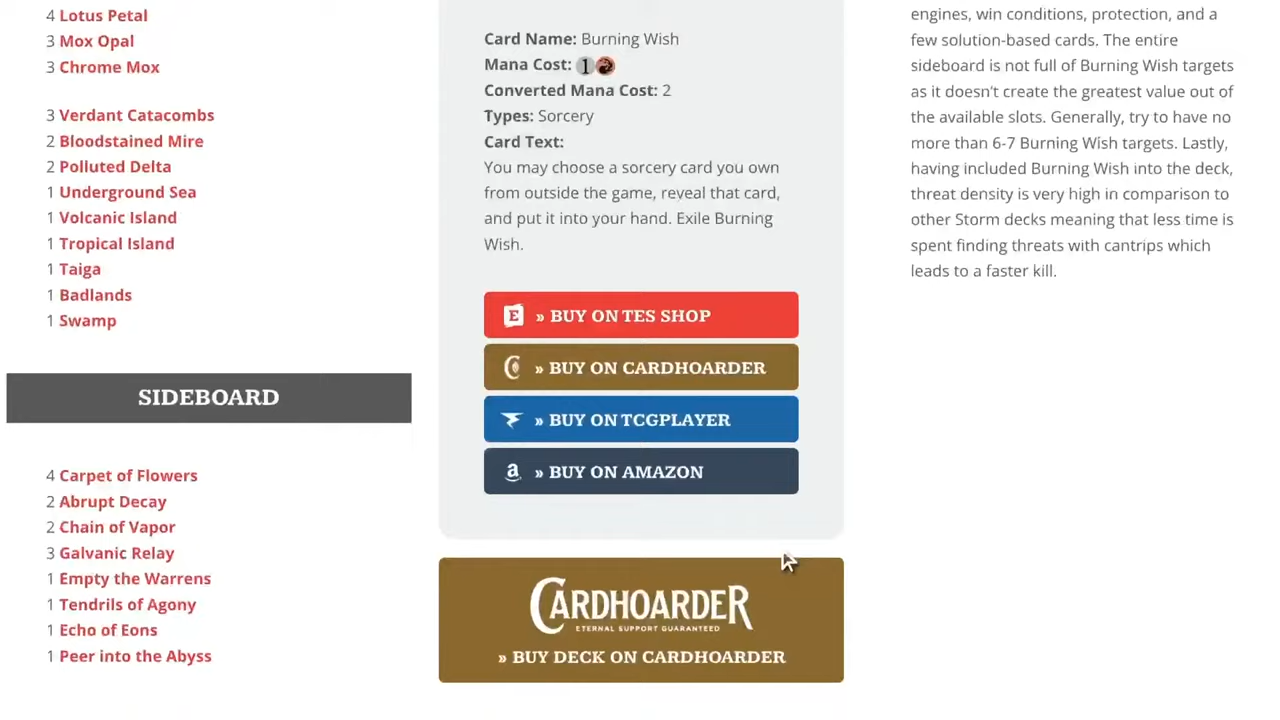 4 Lotus Petal
3 Mox Opal
3 Chrome Mox
3 Verdant Catacombs
2 Bloodstained Mire
2 Polluted Delta
1 Underground Sea
1 Volcanic Island
1 Tropical Island
1 Taiga
1 Badlands
1 Swamp
SIDEBOARD
4 Carpet of Flowers
2 Abrupt Decay
2 Chain of Vapor
3 Galvanic Relay
1 Empty the Warrens
1 Tendrils of Agony
1 Echo of Eons
1 Peer into the Abyss
Card Name: Burning Wish
Mana Cost: 1
Converted Mana Cost: 2
Types: Sorcery
Card Text:
You may choose a sorcery card you own
from outside the game, reveal that card,
and put it into your hand. Exile Burning
Wish.
E » BUY ON TES SHOP
» BUY ON CARDHOARDER
» BUY ON TCGPLAYER
a » BUY ON AMAZON
CARDHOARDER
ETERNAL SUPPORT GUARANTEED
» BUY DECK ON CARDHOARDER
engines, win conditions, protection, and a
few solution-based cards. The entire
sideboard is not full of Burning Wish targets
as it doesn't create the greatest value out of
the available slots. Generally, try to have no
more than 6-7 Burning Wish targets. Lastly,
having included Burning Wish into the deck,
threat density is very high in comparison to
other Storm decks meaning that less time is
spent finding threats with cantrips which
leads to a faster kill.